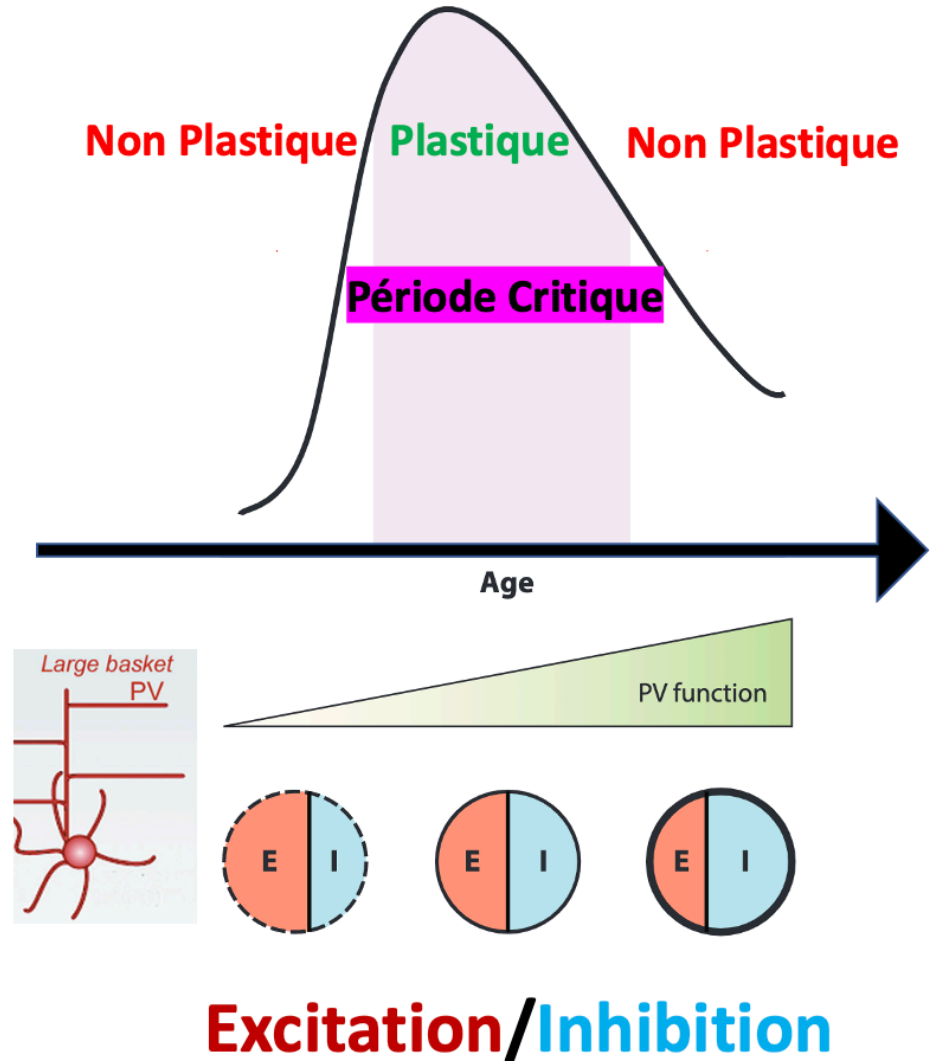 Non Plastique
Plastique
Non Plastique
Période Critique
Age
Large basket
PV
PV function
E I
E I
E I
Excitation/Inhibition